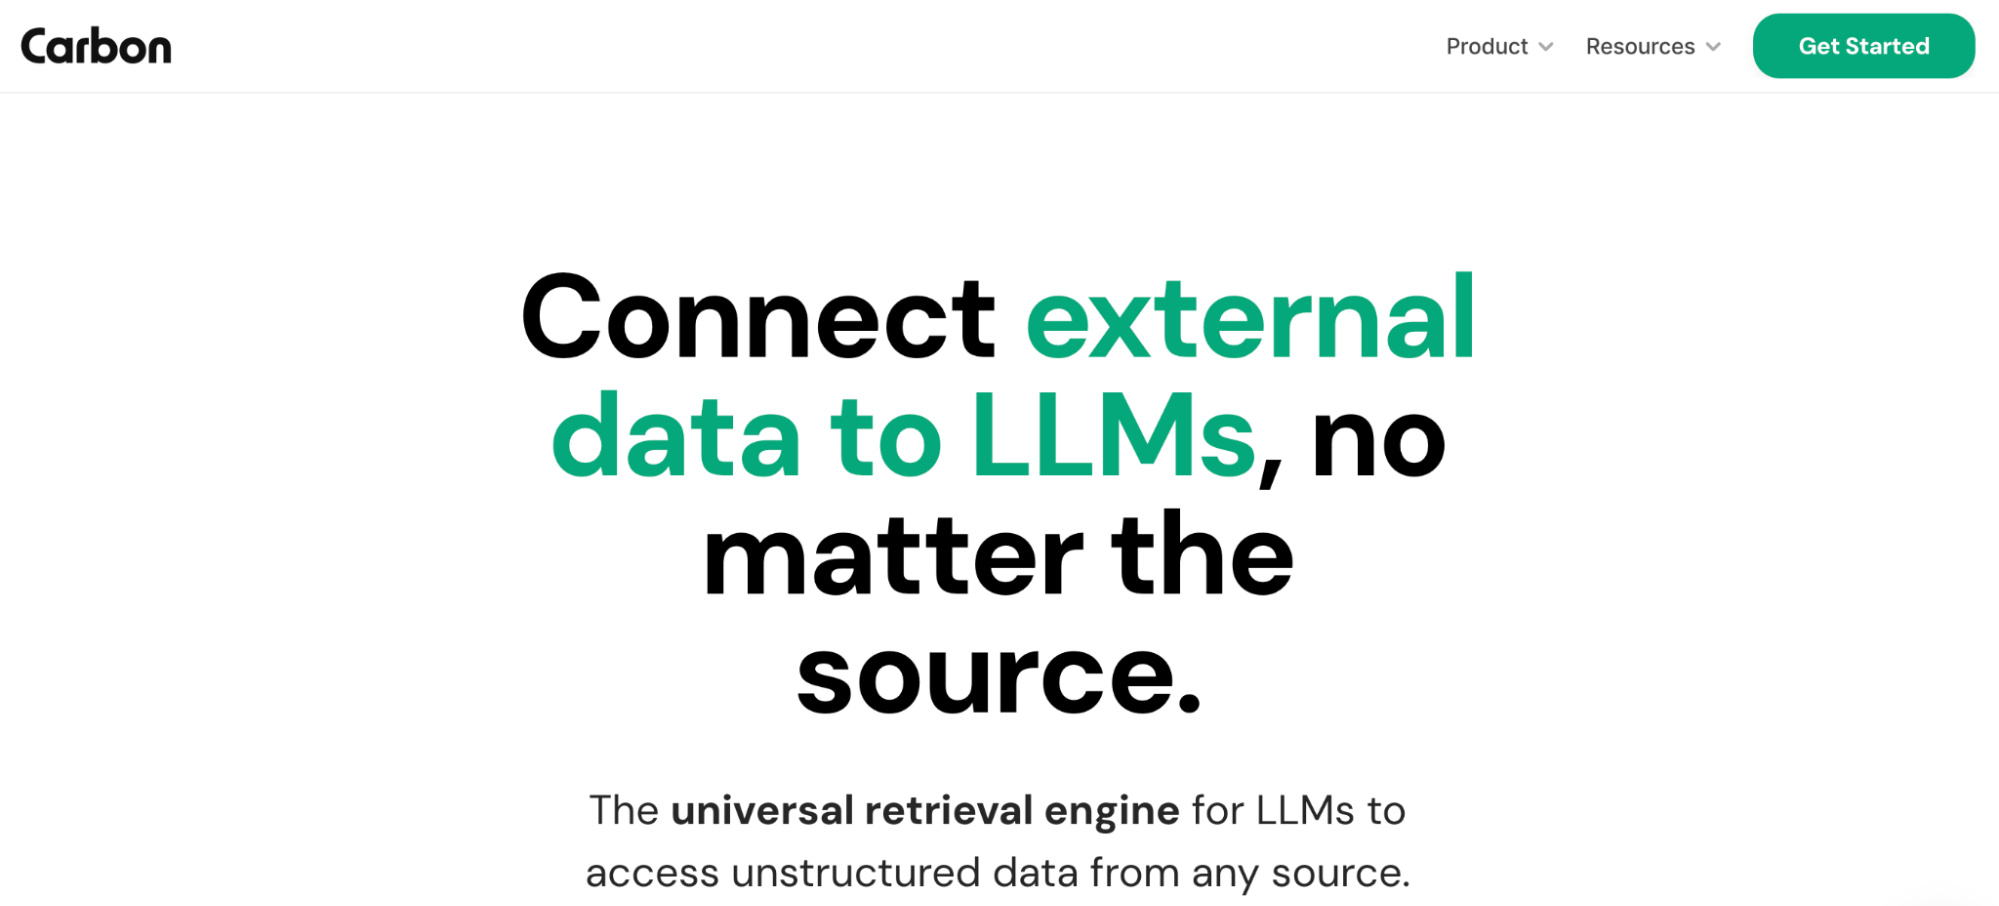 Carbon
Product
Resources
Get Started
Connect external
data to LLMs, no
matter the
source.
The universal retrieval engine for LLMs to
access unstructured data from any source.